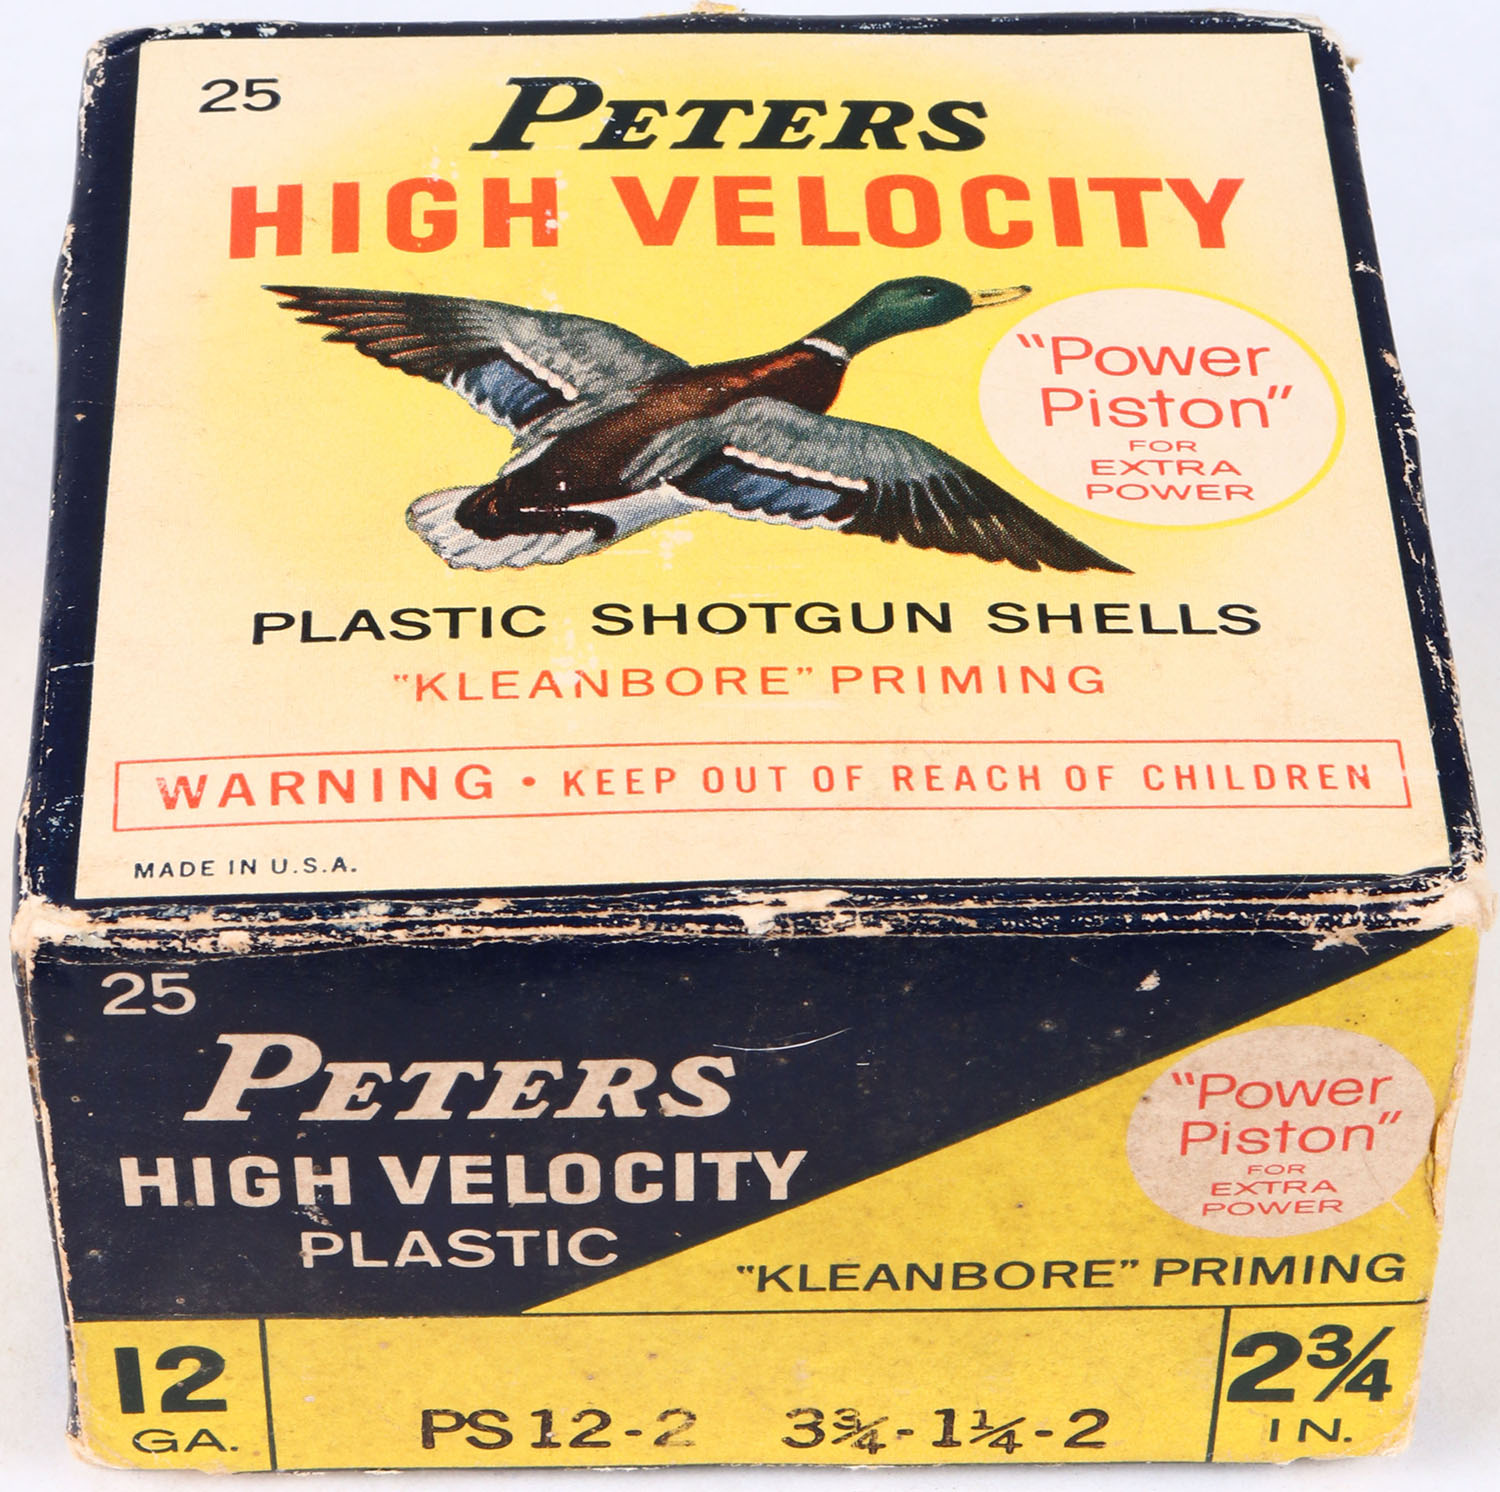 25
PETERS
HIGH VELOCITY
"Power
Piston"
FOR
EXTRA
POWER
PLASTIC SHOTGUN SHELLS
"KLEANBORE" PRIMING
WARNING • KEEP OUT OF REACH OF CHILDREN
MADE IN U.S.A.
25
PETERS
HIGH VELOCITY
PLASTIC
"Power
Piston"
FOR
EXTRA
POWER
"KLEANBORE" PRIMING
12
GA.
PS12-2 3¾-1¼-2
2¾
IN.